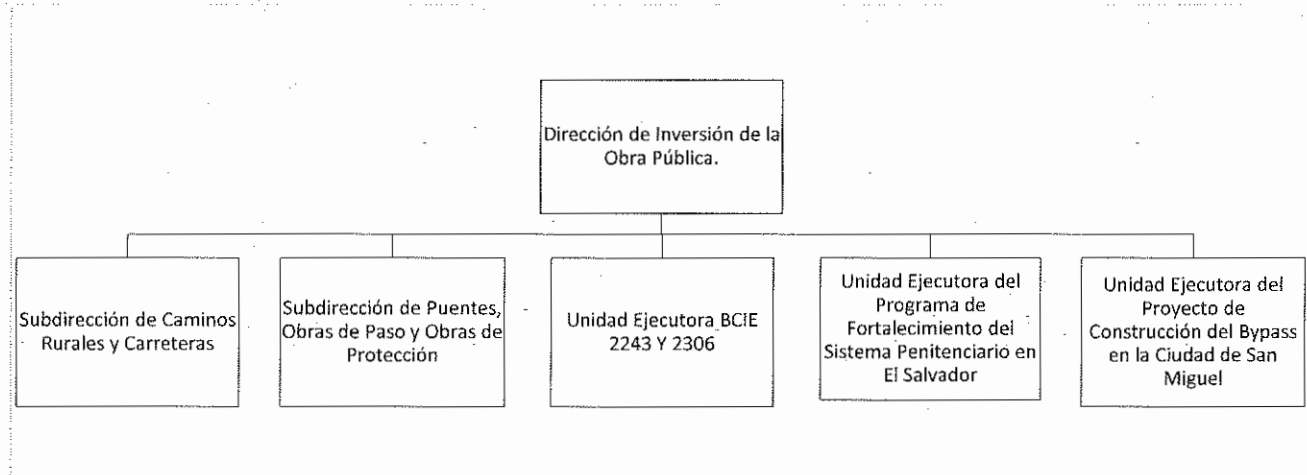 Dirección de Inversión de la
Obra Pública.
Subdirección de Caminos
Rurales y Carreteras
Subdirección de Puentes,
Obras de Paso y Obras de
Protección
Unidad Ejecutora BCIE
2243 Y 2306
Unidad Ejecutora del
Programa de
Fortalecimiento del
Sistema Penitenciario en
El Salvador
Unidad Ejecutora del
Proyecto de
Construcción del Bypass
en la Ciudad de San
Miguel